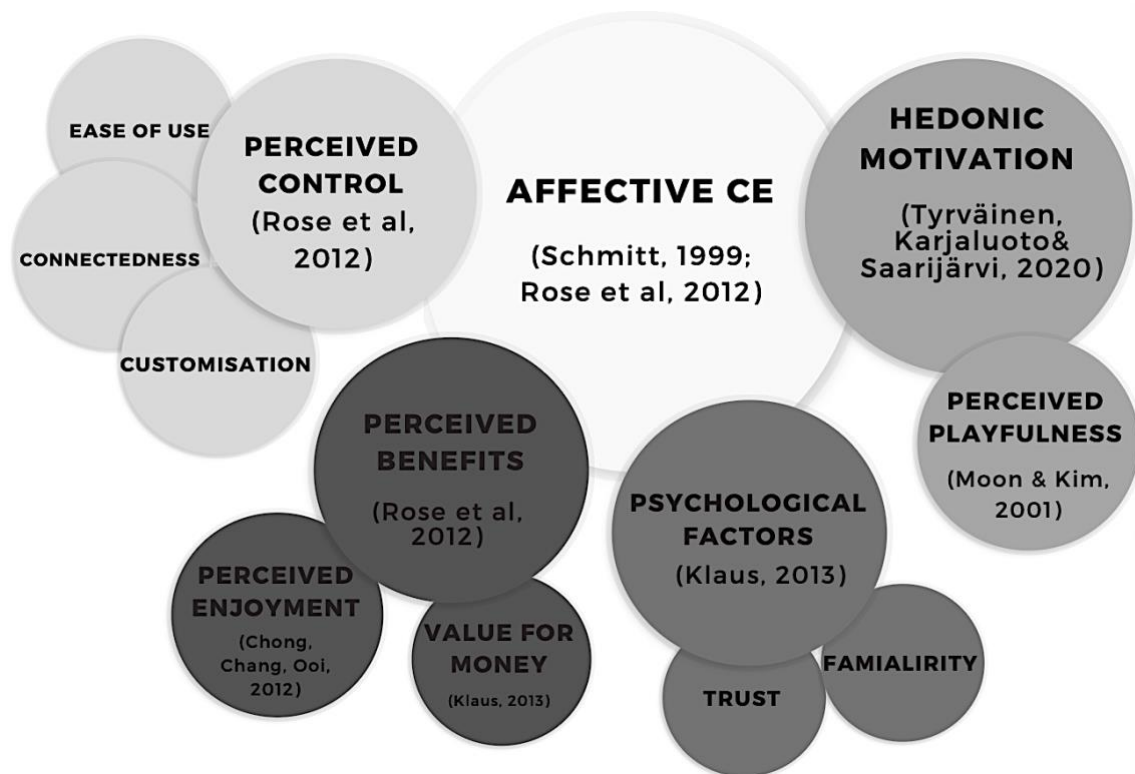 EASE OF USE
CONNECTEDNESS
CUSTOMISATION
PERCEIVED
CONTROL
(Rose et al,
2012)
AFFECTIVE CE
(Schmitt, 1999;
Rose et al, 2012)
HEDONIC
MOTIVATION
(Tyrväinen,
Karjaluoto&
Saarijärvi, 2020)
PERCEIVED
PLAYFULNESS
(Moon & Kim,
2001)
PERCEIVED
BENEFITS
(Rose et al,
2012)
PERCEIVED
ENJOYMENT
(Chong,
Chang, Ooi,
2012)
VALUE FOR
MONEY
(Klaus, 2013)
PSYCHOLOGICAL
FACTORS
(Klaus, 2013)
TRUST
FAMIALIRITY